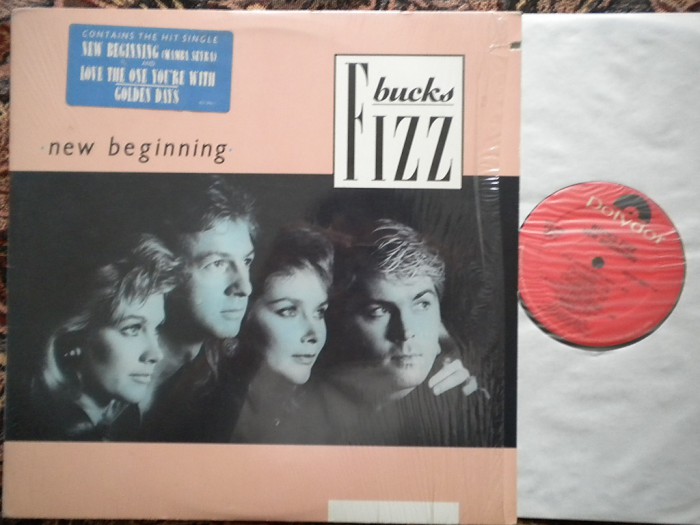 CONTAINS THE HIT SINGLE
NEW BEGINNING (MAMBA SEYRA)
AND
LOVE THE ONE YOU'RE WITH
GOLDEN DAYS
·new beginning·
bucks
FIZZ
Polydor